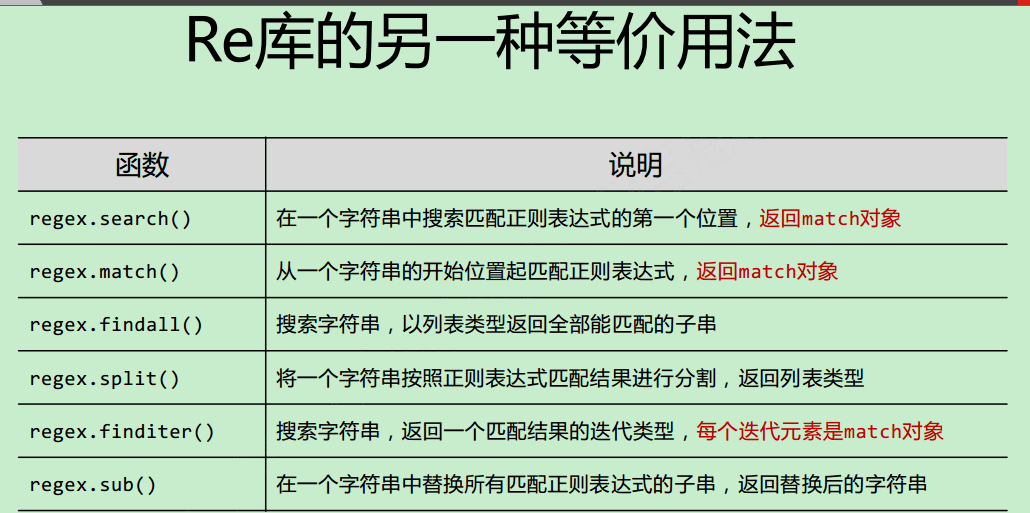 Re库的另一种等价用法
函数 说明
regex.search() 在一个字符串中搜索匹配正则表达式的第一个位置，返回match对象
regex.match() 从一个字符串的开始位置起匹配正则表达式，返回match对象
regex.findall() 搜索字符串，以列表类型返回全部能匹配的子串
regex.split() 将一个字符串按照正则表达式匹配结果进行分割，返回列表类型
regex.finditer() 搜索字符串，返回一个匹配结果的迭代类型，每个迭代元素是match对象
regex.sub() 在一个字符串中替换所有匹配正则表达式的子串，返回替换后的字符串